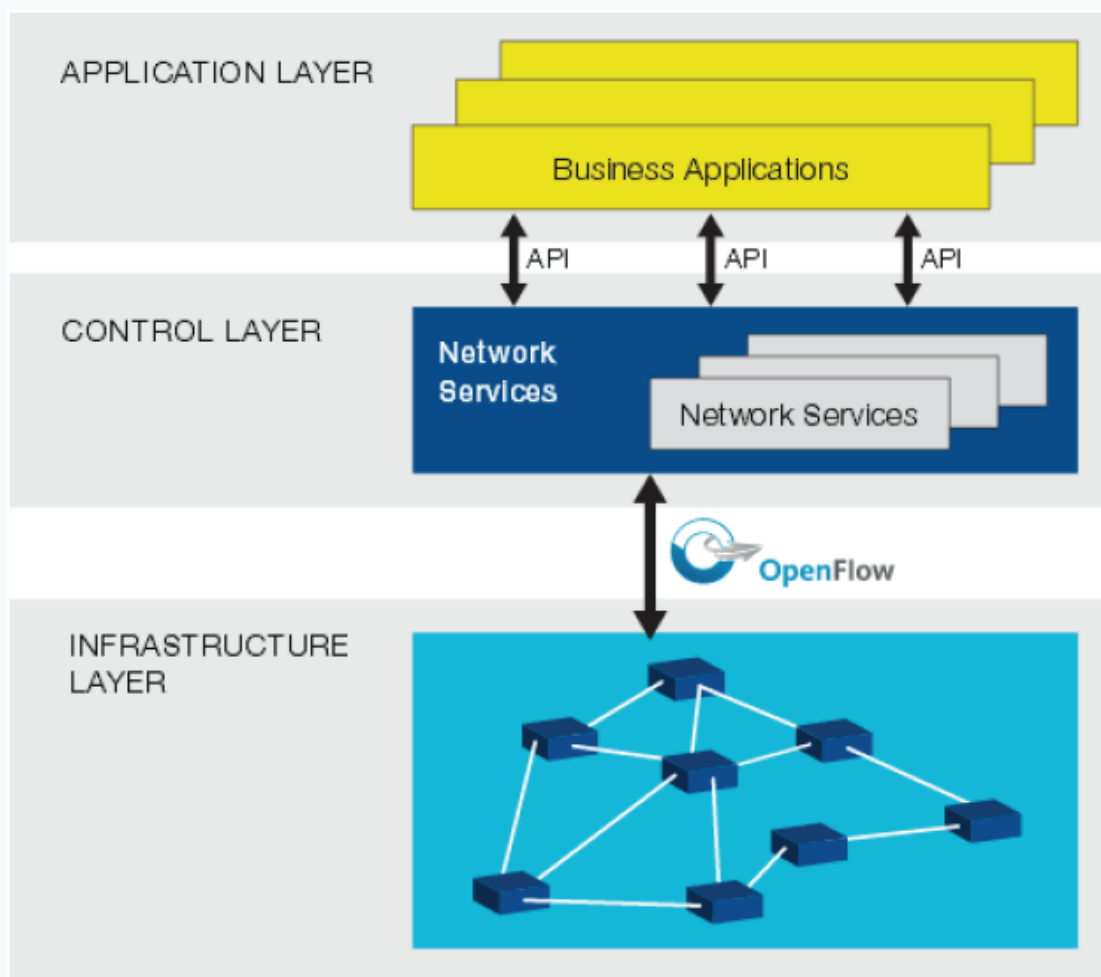 APPLICATION LAYER
Business Applications
API
API
API
CONTROL LAYER
Network
Services
Network Services
OpenFlow
INFRASTRUCTURE
LAYER